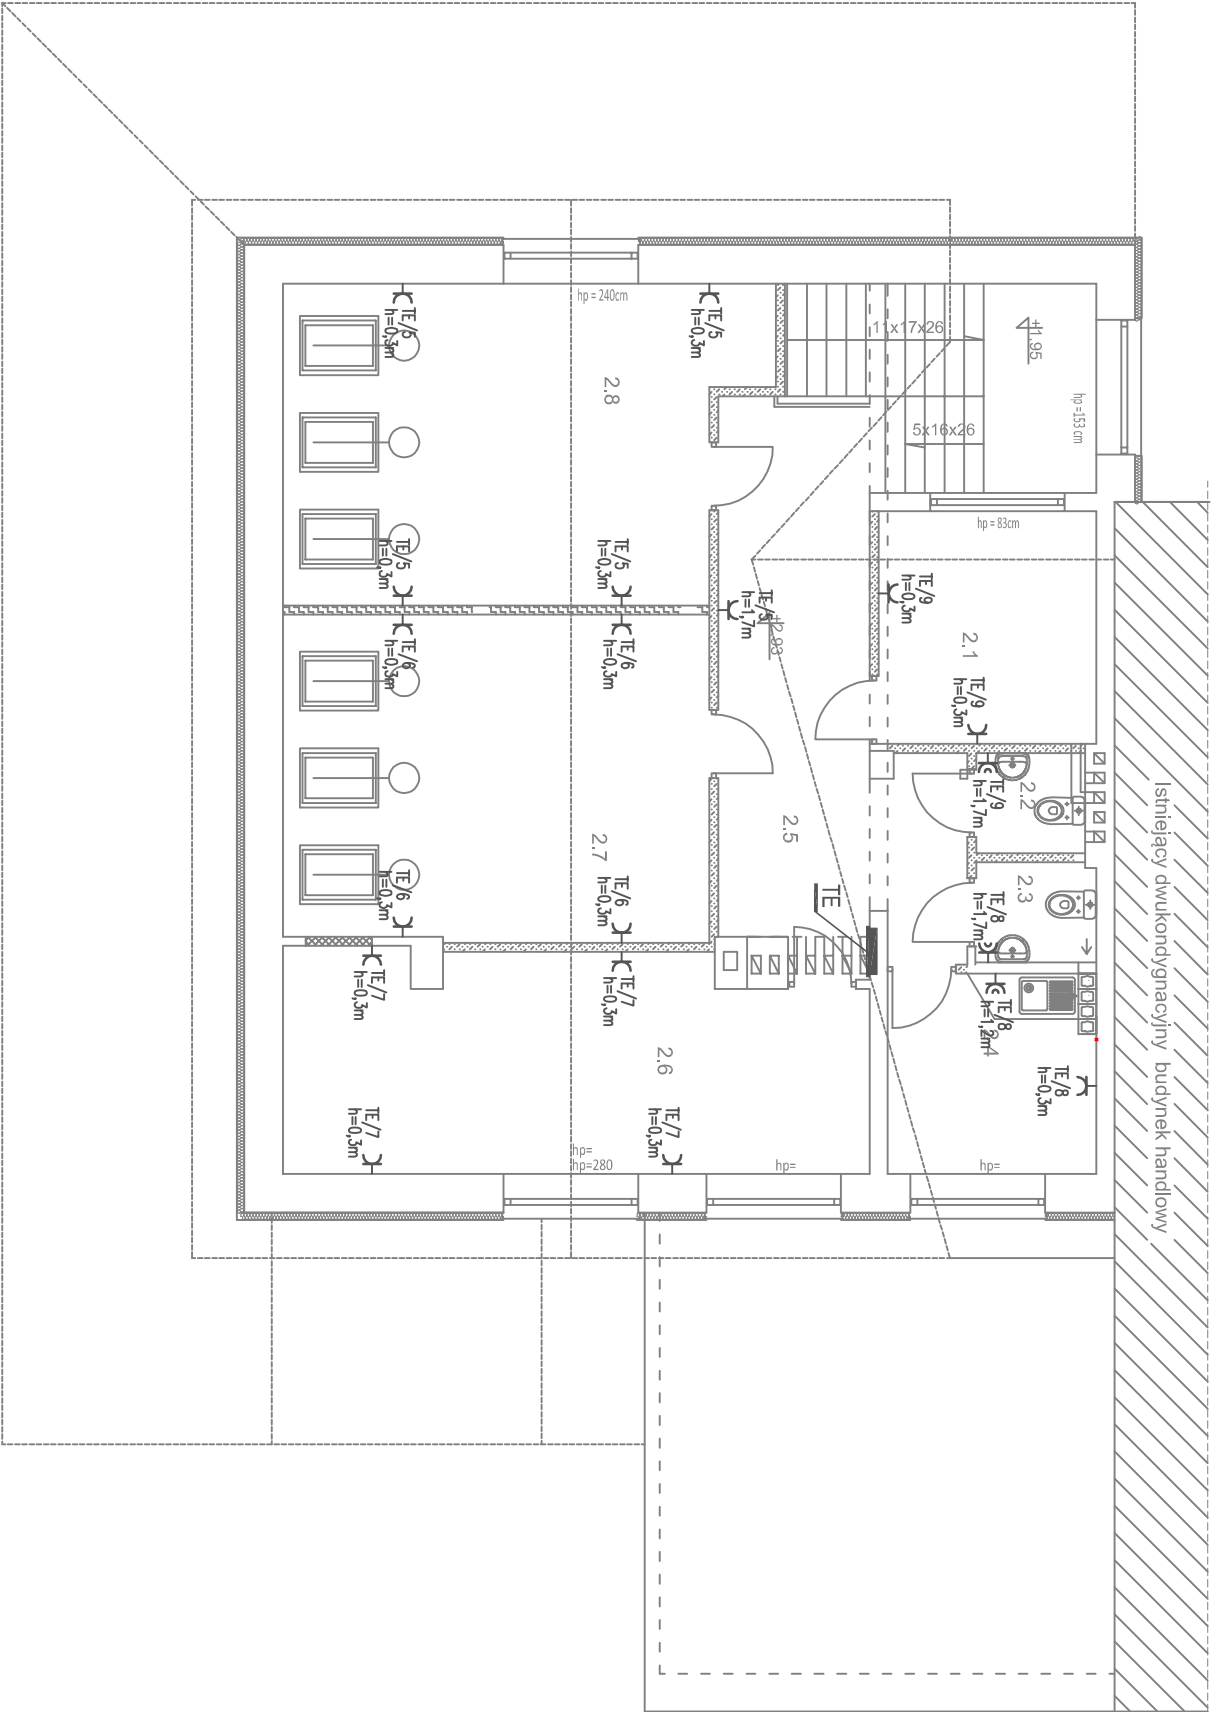 hp = 240cm
TE/6
h=0,3m
TE/5
h=0,3m
11x17x26
+1,95
hp =153 cm
2.8
5x16x26
hp = 83cm
TE/5
h=0,3m
TE/5
h=0,3m
TE/5
h=1,7m
TE/9
h=0,3m
2.1
TE/6
h=0,3m
TE/6
h=0,3m
TE/9
h=0,3m
TE/9
h=1,7m
2.2
2.5
2.7
2.3
TE/6
h=0,3m
TE/6
h=0,3m
TE
TE/8
h=1,7m
Istniejący dwukondygnacyjny budynek handlowy
TE/7
h=0,3m
TE/7
h=0,3m
TE/8
h=1,2m
2.6
TE/8
h=0,3m
TE/7
h=0,3m
TE/7
h=0,3m
hp=
hp=280
hp=
hp=